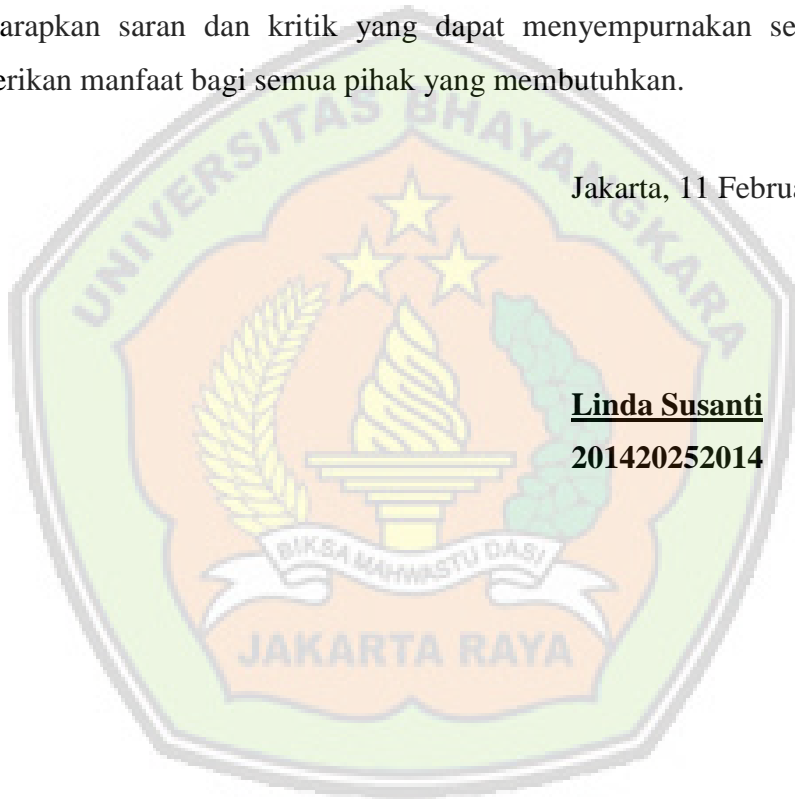 arapkan saran dan kritik yang dapat menyempurnakan se
erikan manfaat bagi semua pihak yang membutuhkan.
UNIVERSITAS BHAYANGKARA
Jakarta, 11 Februa
Linda Susanti
201420252014
BIKSA MAHWASTU DASI
JAKARTA RAYA